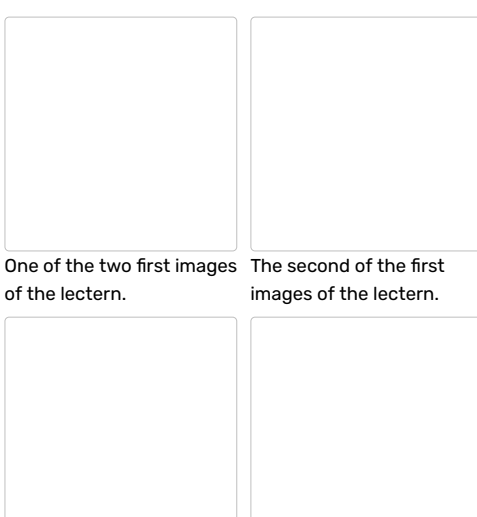 One of the two first images
of the lectern.
The second of the first
images of the lectern.